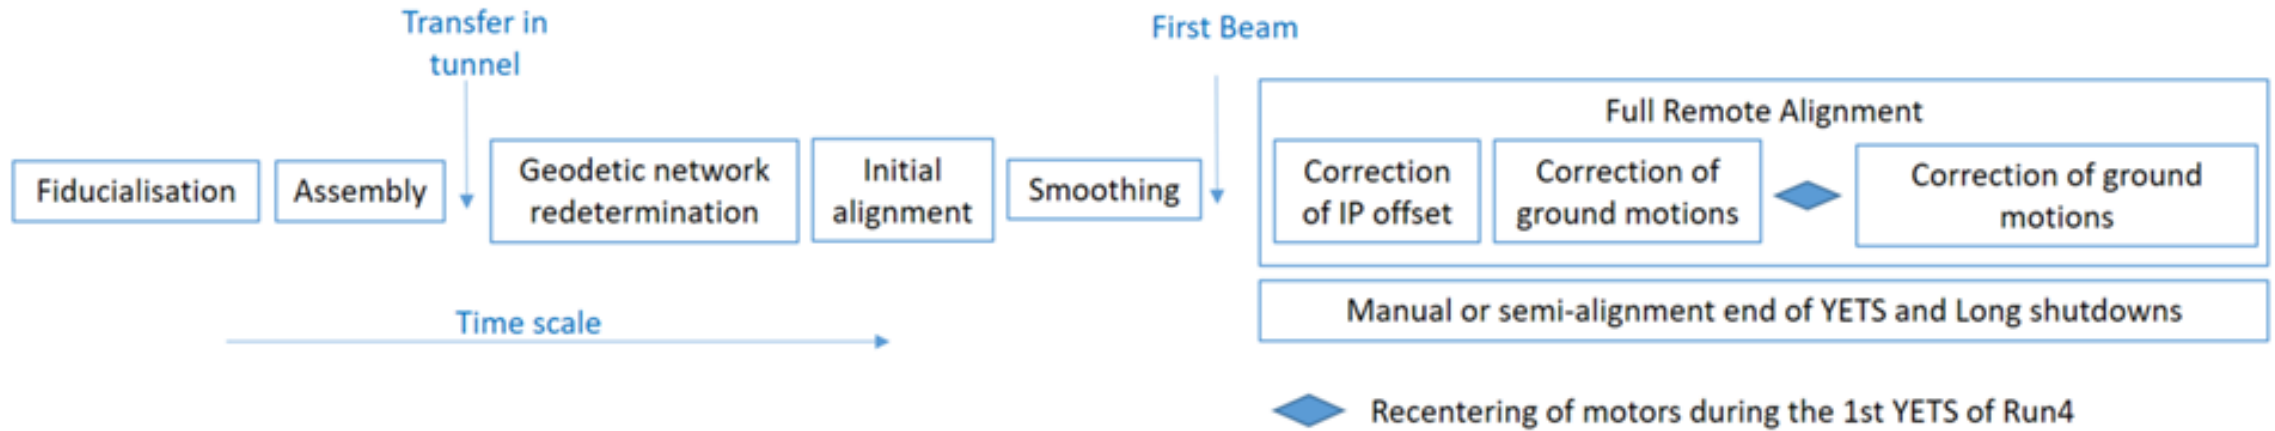 Transfer in
tunnel
First Beam
Full Remote Alignment
Fiducialisation
Assembly
Geodetic network
redetermination
Initial
alignment
Smoothing
Correction
of IP offset
Correction of
ground motions
Correction of ground
motions
Manual or semi-alignment end of YETS and Long shutdowns
Time scale
Recentering of motors during the 1st YETS of Run4